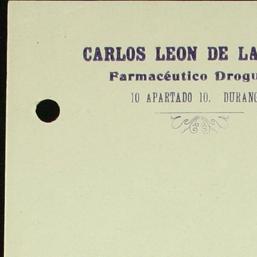 CARLOS LEON DE LA
Farmacéutico Drogu
10 APARTADO 10. DURANG